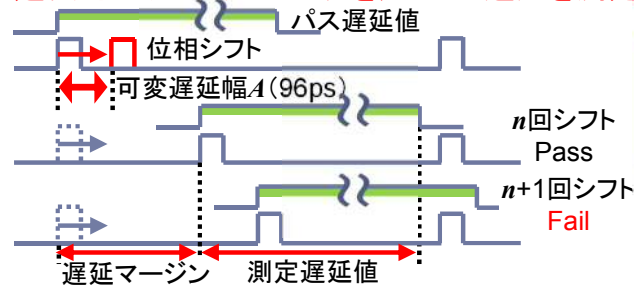 パス遅延値
位相シフト
可変遅延幅A(96ps)
n回シフト
Pass
n+1回シフト
Fail
遅延マージン
測定遅延値